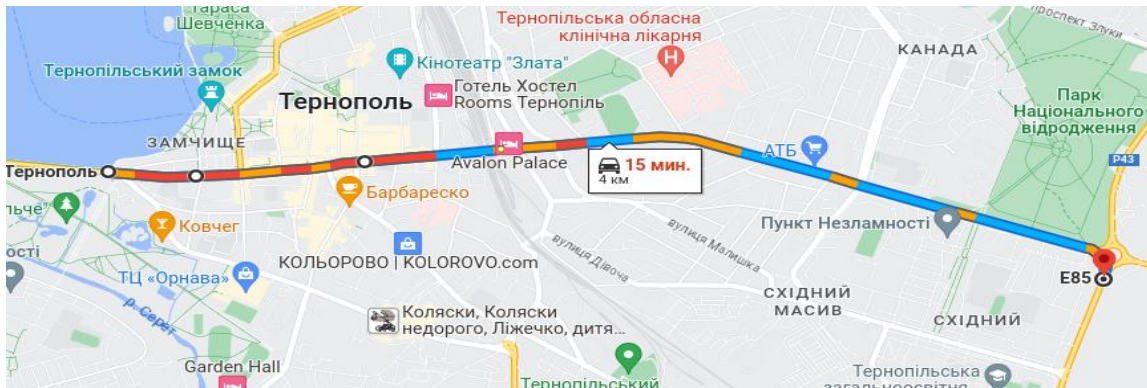 Тараса
Шевченка
Тернопільський замок
Тернополь
ЗАМЧИЩЕ
Кінотеатр "Злата"
Готель Хостел
Rooms Тернопіль
Тернопільська обласна
клінічна лікарня
КАНАДА
проспект Злуки
Парк
Національного
відродження
P43
Тернополь
Avalon Palace
15 мин.
4 км
АТБ
Барбареско
льче"
Ковчег
ості
ТЦ «Орнава»
КОЛЬОРОВО | KOLOROVO.com
вулиця Дівоча
вулиця Малишка
Пункт Незламності
E85
СХІДНИЙ
МАСИВ
СХІДНИЙ
р. Серет
Коляски, Коляски
недорого, Ліжечко, дитя...
Garden Hall
Тернопільський
Тернопільська
загальноосвітня